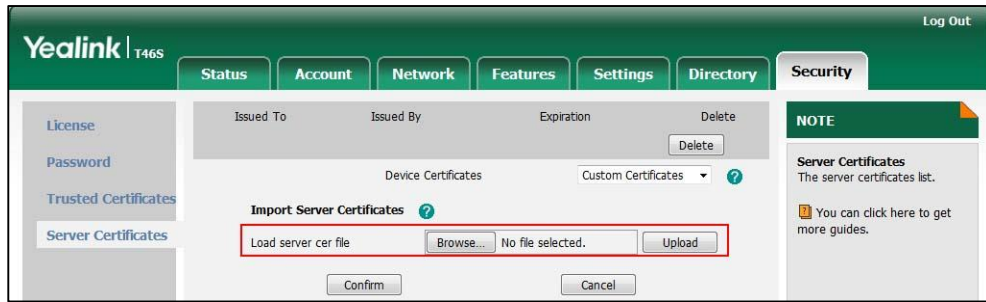 Log Out
Yealink T46S
Status Account Network Features Settings Directory Security
License
Password
Trusted Certificates
Server Certificates
Issued To Issued By Expiration Delete
Delete
Device Certificates Custom Certificates ?
Import Server Certificates ?
Load server cer file Browse... No file selected. Upload
Confirm Cancel
NOTE
Server Certificates
The server certificates list.
? You can click here to get
more guides.